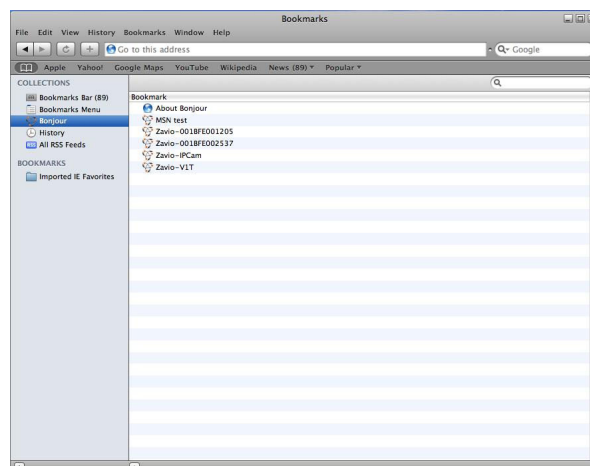 Bookmarks
File Edit View History Bookmarks Window Help
Go to this address
Google
Apple Yahoo! Google Maps YouTube Wikipedia News (89) Popular
COLLECTIONS
Bookmarks Bar (89)
Bookmarks Menu
Bonjour
History
All RSS Feeds
BOOKMARKS
Imported IE Favorites
Bookmark
About Bonjour
MSN test
Zavio-001BFE001205
Zavio-001BFE002537
Zavio-IPCam
Zavio-V1T